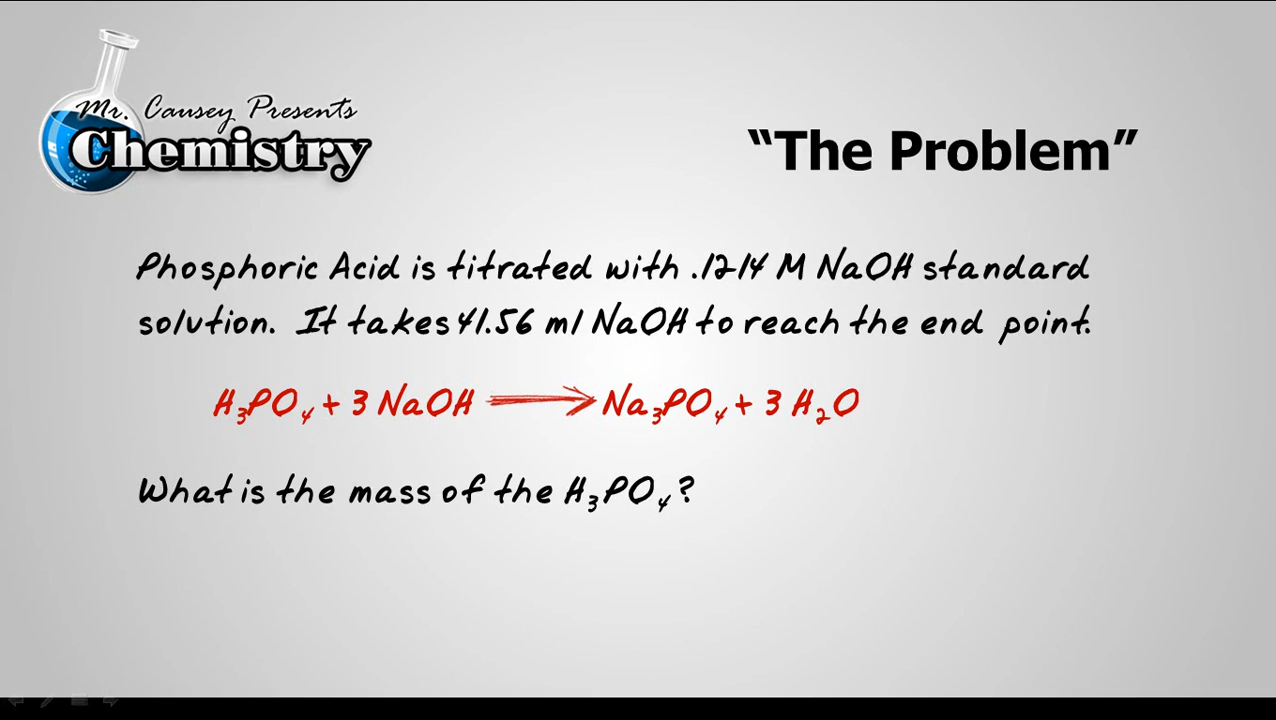 Mr. Causey Presents
Chemistry
“The Problem”
Phosphoric Acid is titrated with .1214 M NaOH standard
solution. It takes 41.56 ml NaOH to reach the end point.
H₃PO₄ + 3 NaOH → Na₃PO₄ + 3 H₂O
What is the mass of the H₃PO₄?